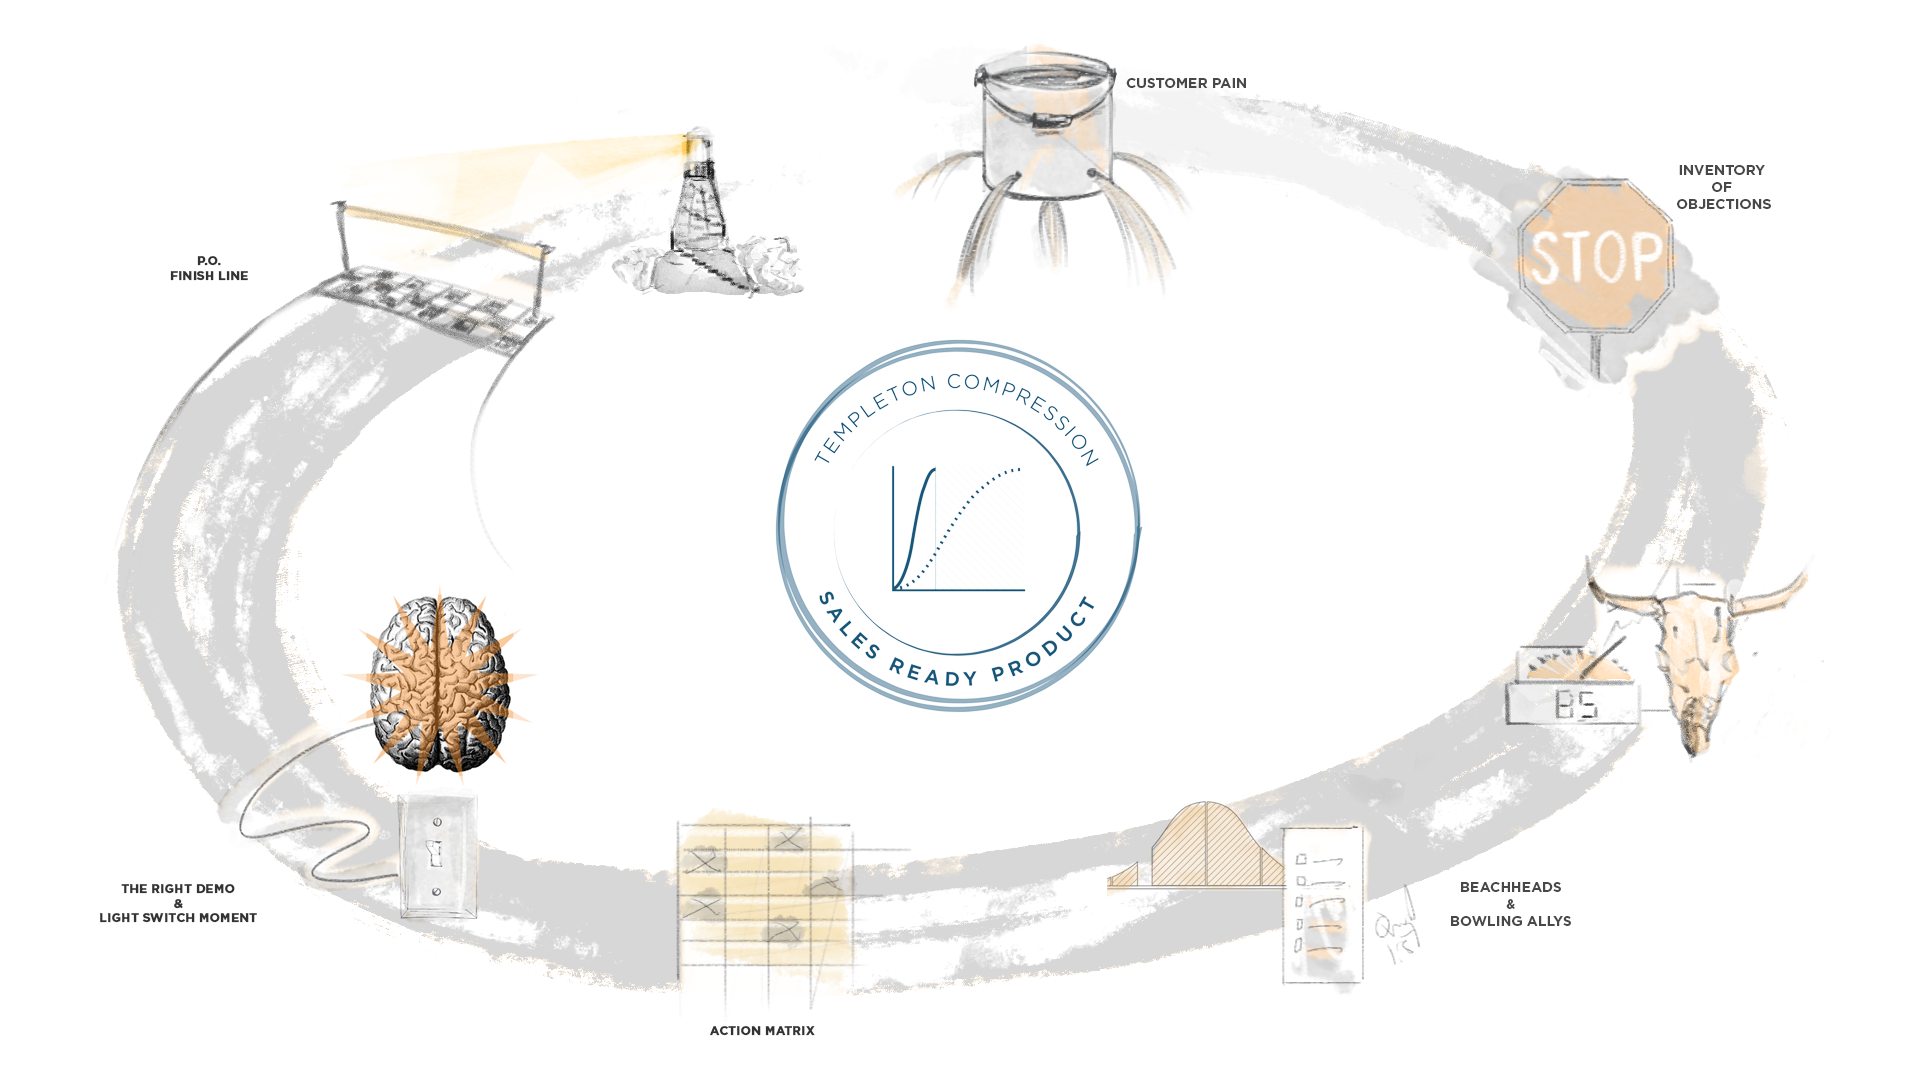 CUSTOMER PAIN
INVENTORY
OF
OBJECTIONS
STOP
P.O.
FINISH LINE
TEMPLETON COMPRESSION
SALES READY PRODUCT
BS
THE RIGHT DEMO
&
LIGHT SWITCH MOMENT
BEACHHEADS
&
BOWLING ALLYS
ACTION MATRIX